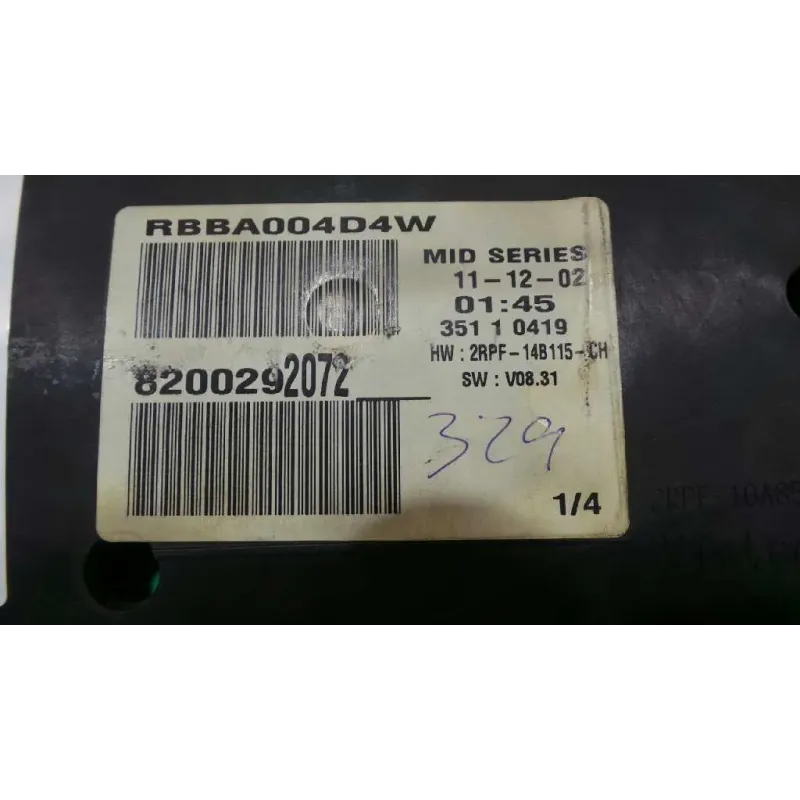 RBBA004D4W
MID SERIES
11-12-02
01:45
351 1 0419
HW : 2RPF-14B115-CH
SW : V08.31
8200292072
329
1/4